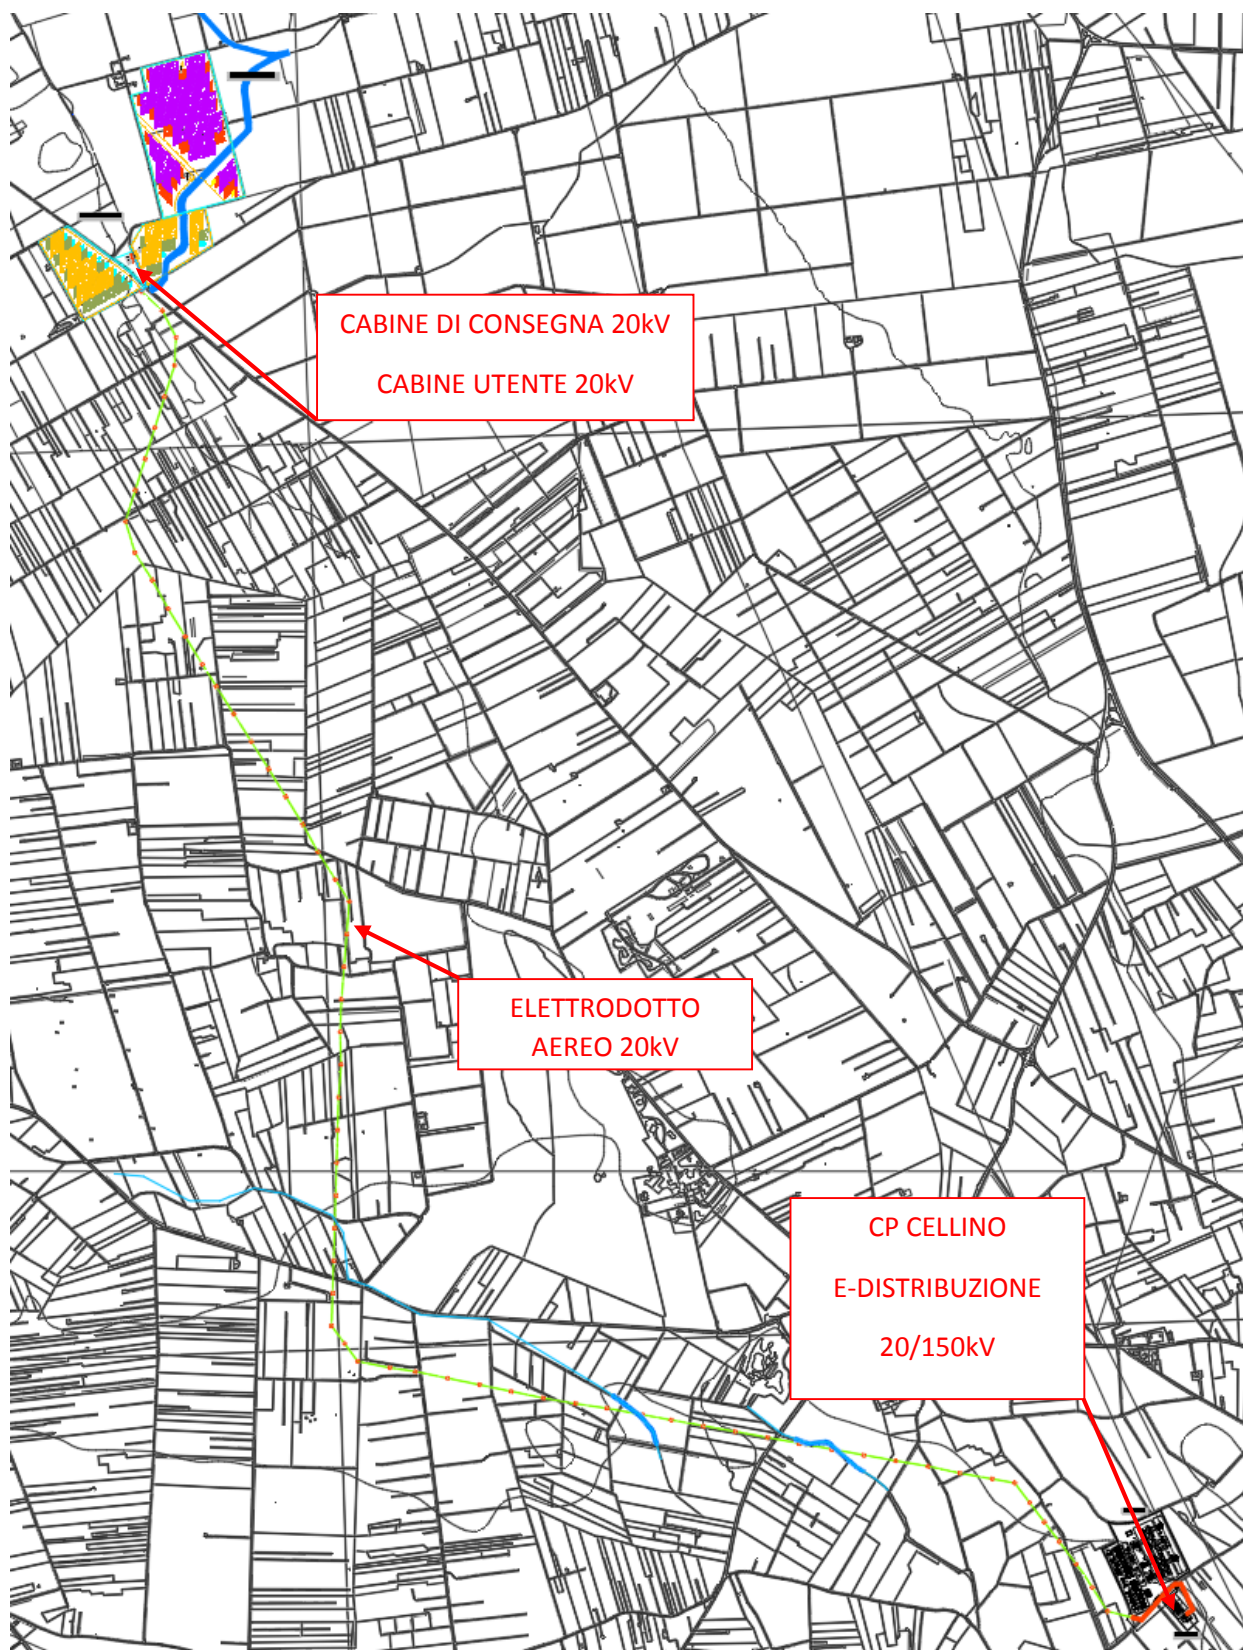 CABINE DI CONSEGNA 20kV
CABINE UTENTE 20kV
ELETTRODOTTO
AEREO 20kV
CP CELLINO
E-DISTRIBUZIONE
20/150kV